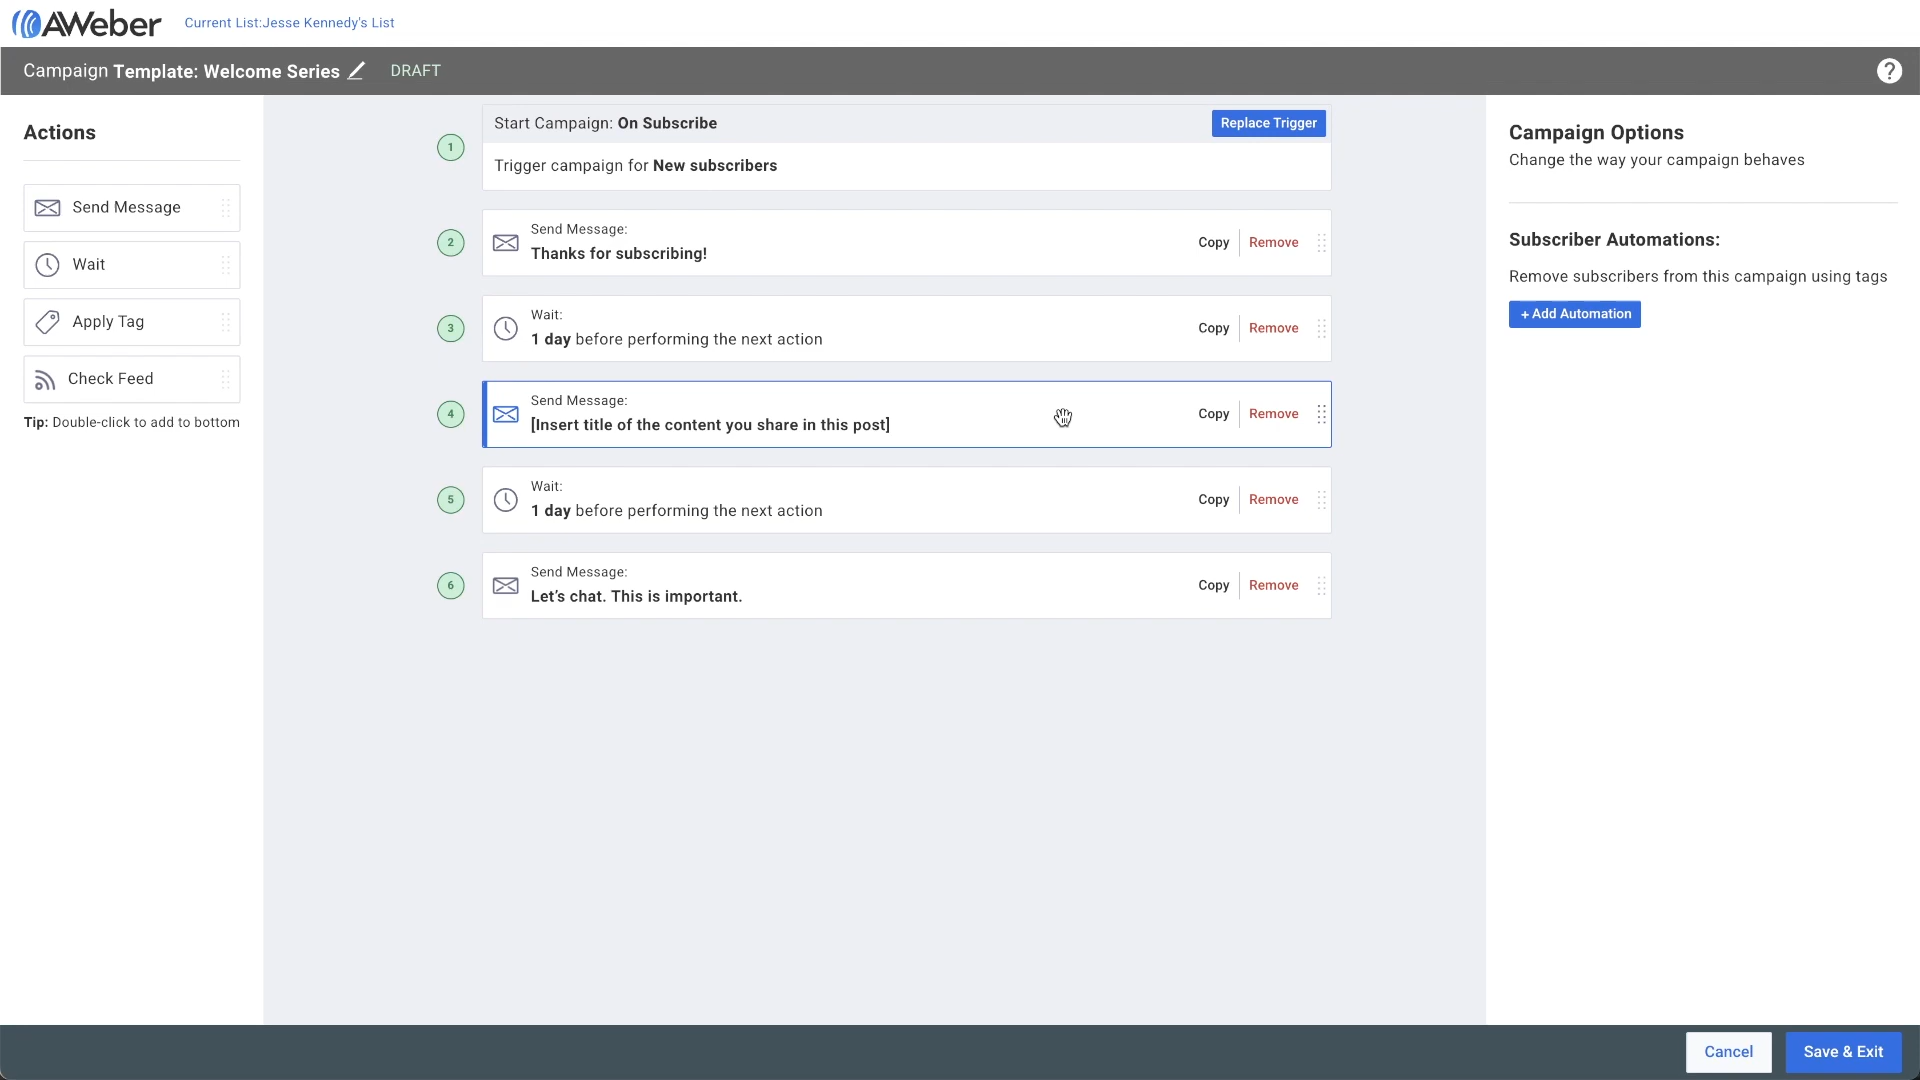 AWeber
Current List:Jesse Kennedy's List
Campaign Template: Welcome Series
DRAFT
?
Actions
Send Message
Wait
Apply Tag
Check Feed
Tip: Double-click to add to bottom
1
Start Campaign: On Subscribe
Replace Trigger
Trigger campaign for New subscribers
2
Send Message:
Thanks for subscribing!
Copy
Remove
3
Wait:
1 day before performing the next action
Copy
Remove
4
Send Message:
[Insert title of the content you share in this post]
Copy
Remove
5
Wait:
1 day before performing the next action
Copy
Remove
6
Send Message:
Let’s chat. This is important.
Copy
Remove
Campaign Options
Change the way your campaign behaves
Subscriber Automations:
Remove subscribers from this campaign using tags
+ Add Automation
Cancel
Save & Exit